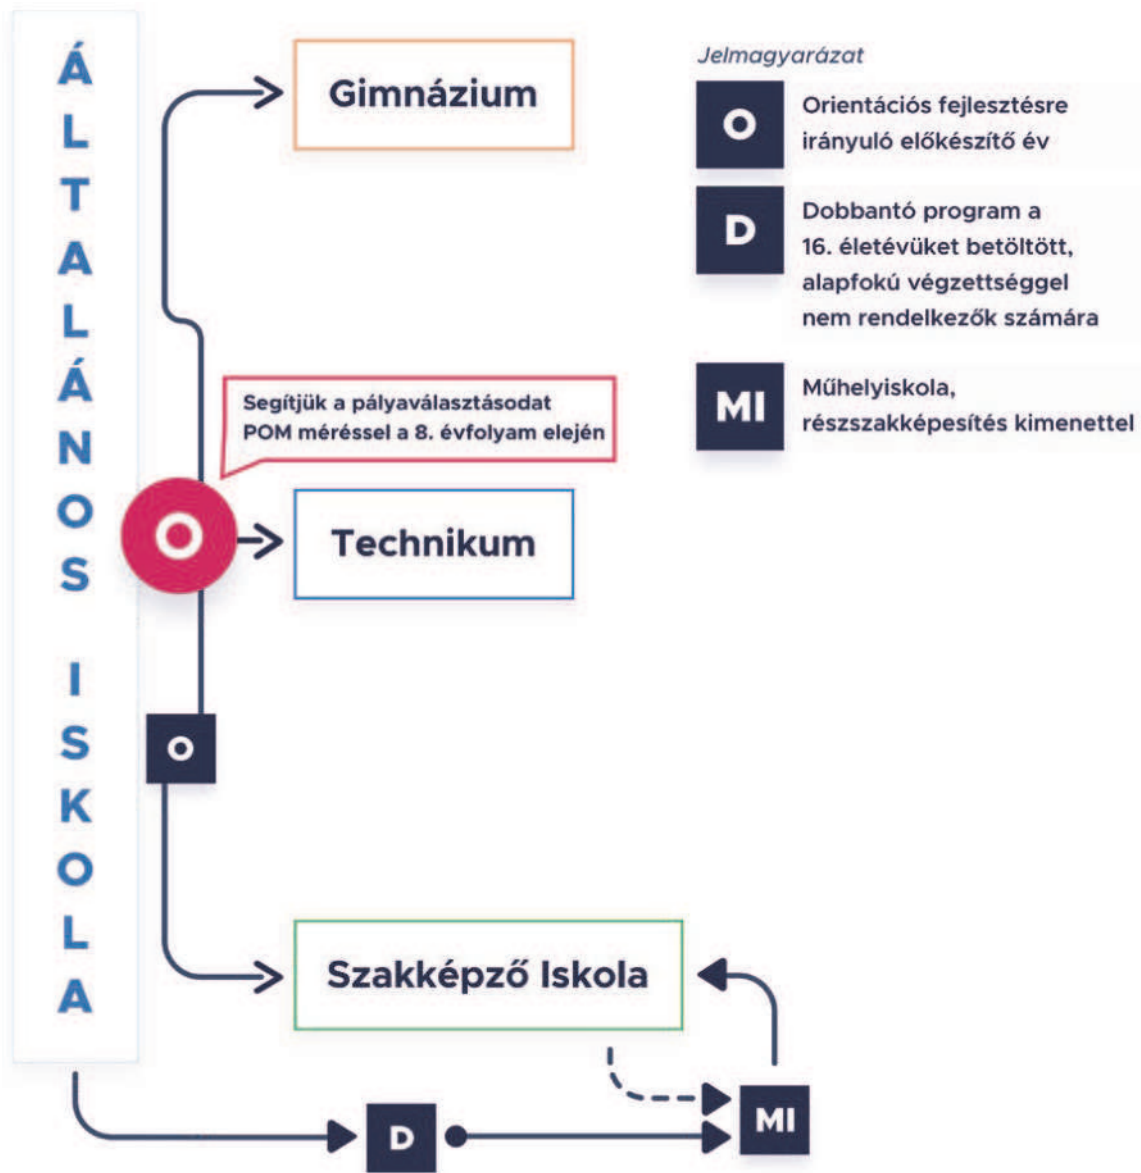 ÁLTALÁNOS ISKOLA
Gimnázium
Segítjük a pályaválasztásodat
POM méréssel a 8. évfolyam elején
O
Technikum
O
Szakképző Iskola
D
MI
Jelmagyarázat
O
Orientációs fejlesztésre
irányuló előkészítő év
D
Dobbantó program a
16. életévüket betöltött,
alapfokú végzettséggel
nem rendelkezők számára
MI
Műhelyiskola,
részszakképesítés kimenettel